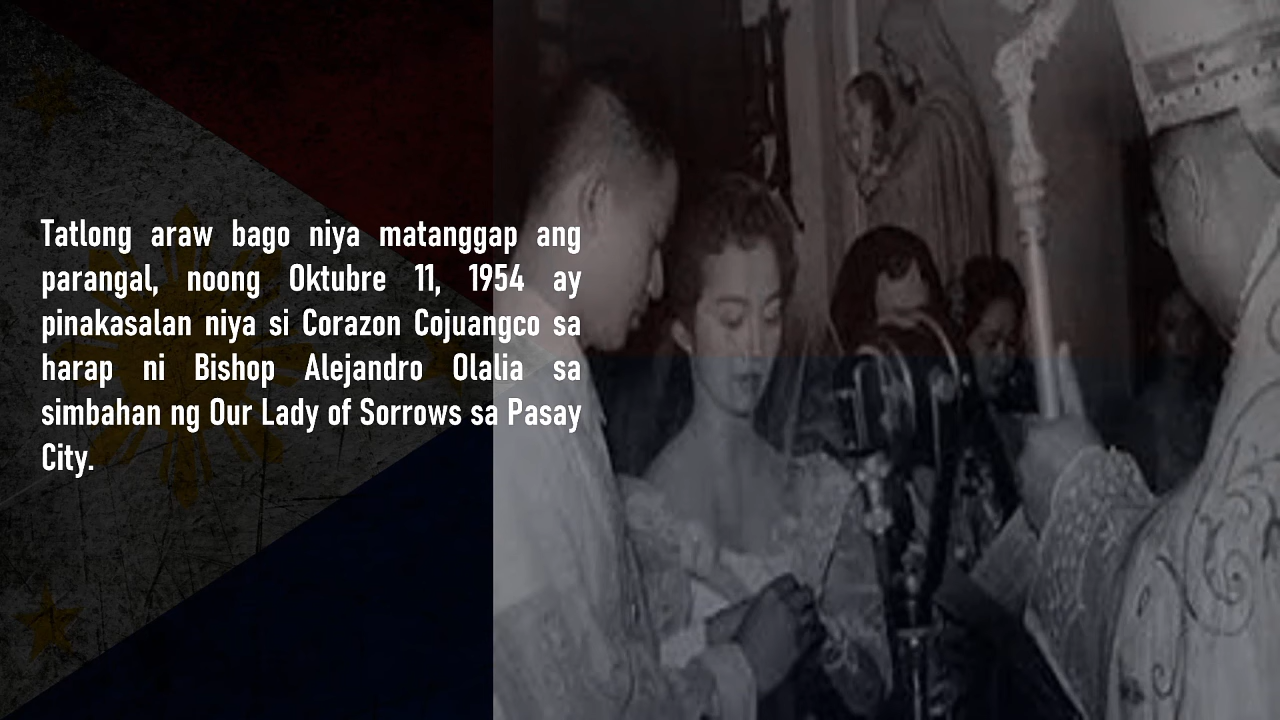 Tatlong araw bago niya matanggap ang
parangal, noong Oktubre 11, 1954 ay
pinakasalan niya si Corazon Cojuangco sa
harap ni Bishop Alejandro Olalia sa
simbahan ng Our Lady of Sorrows sa Pasay
City.